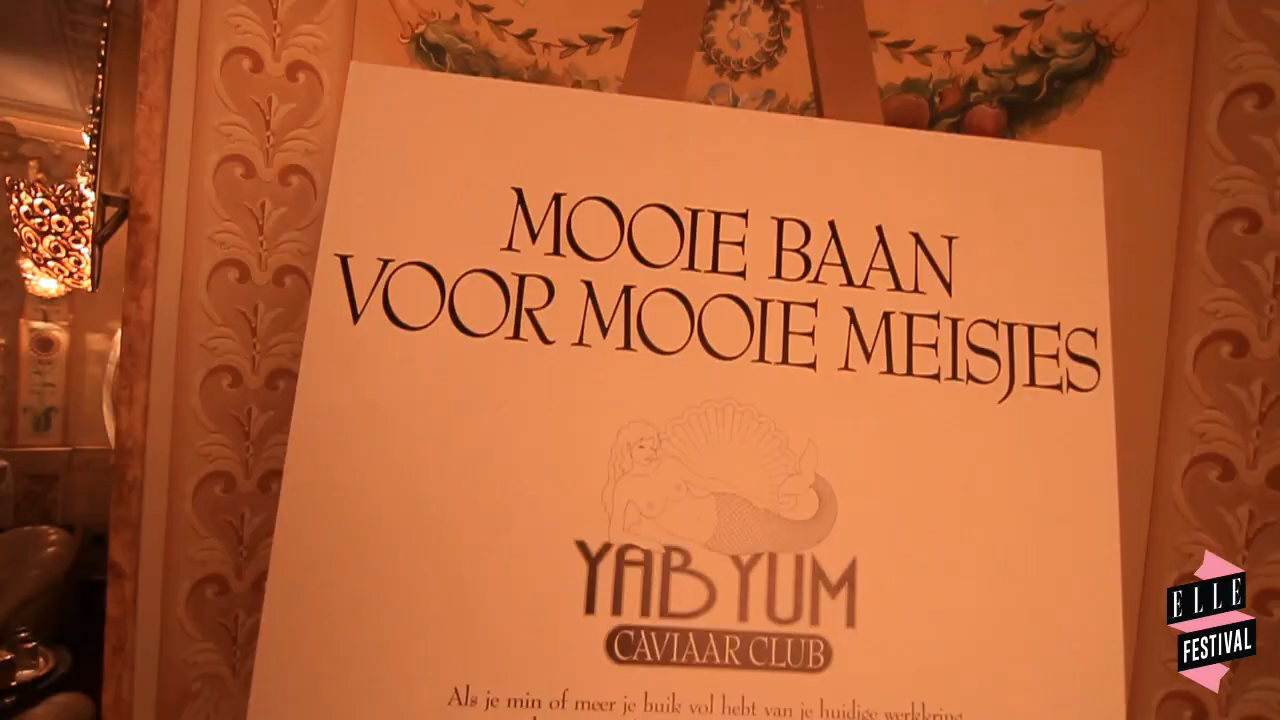 MOOIE BAAN
VOOR MOOIE MEISJES
YAB YUM
CAVIAAR CLUB
Als je min of meer je buik vol hebt van je huidige werkkring
ELLE
FESTIVAL